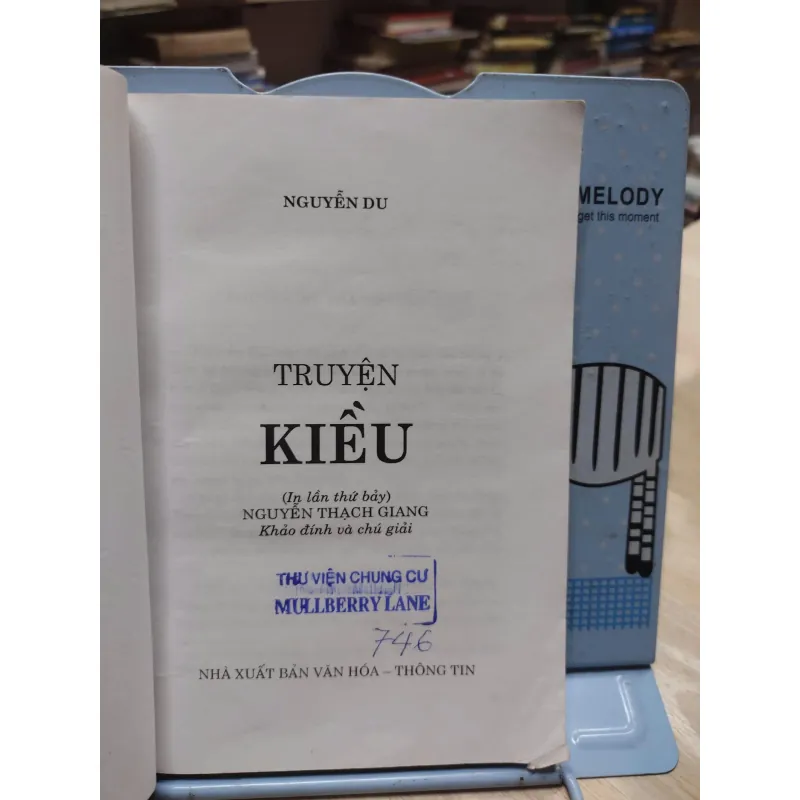 NGUYỄN DU
TRUYỆN
KIỀU
(In lần thứ bảy)
NGUYỄN THẠCH GIANG
Khảo đính và chú giải
THƯ VIỆN CHUNG CƯ
MULLBERRY LANE
746
NHÀ XUẤT BẢN VĂN HÓA – THÔNG TIN
MELODY
get this moment